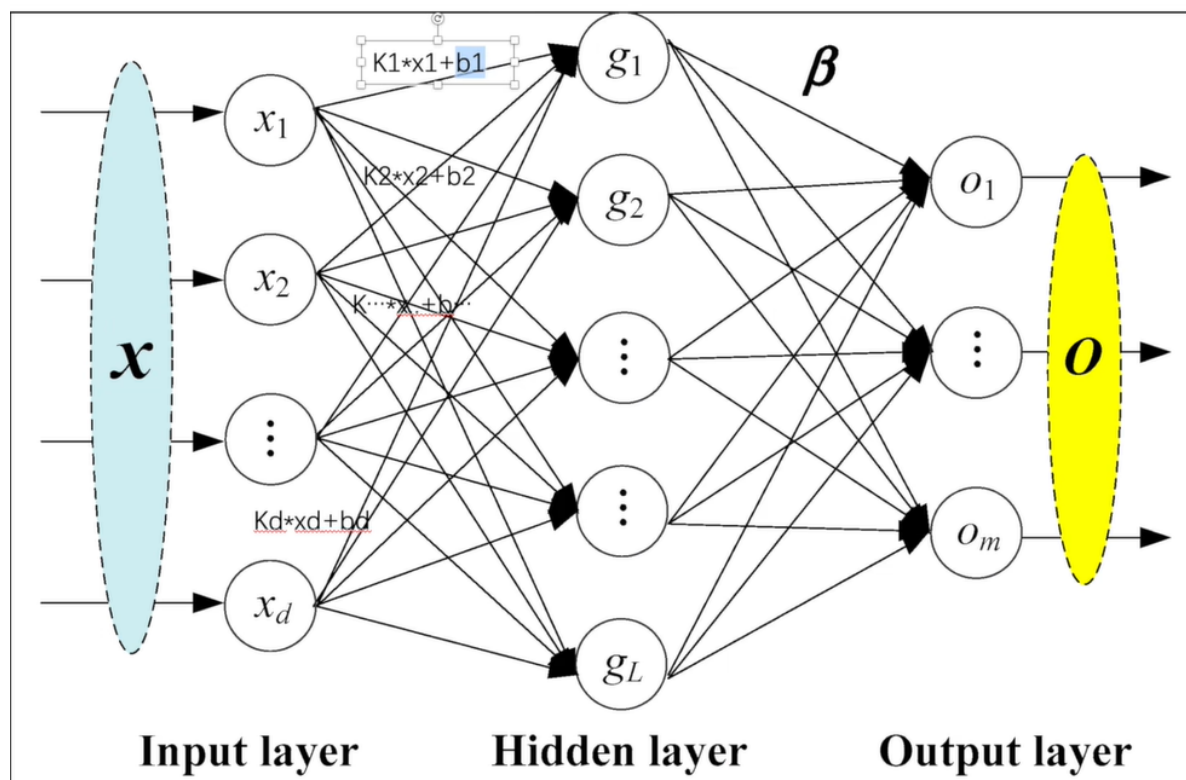 K1*x1+b1
β
x1
g1
K2*x2+b2
g2
o1
x2
K…*x..+b…
x
⋮
⋮
O
⋮
⋮
Kd*xd+bd
om
xd
gL
Input layer
Hidden layer
Output layer